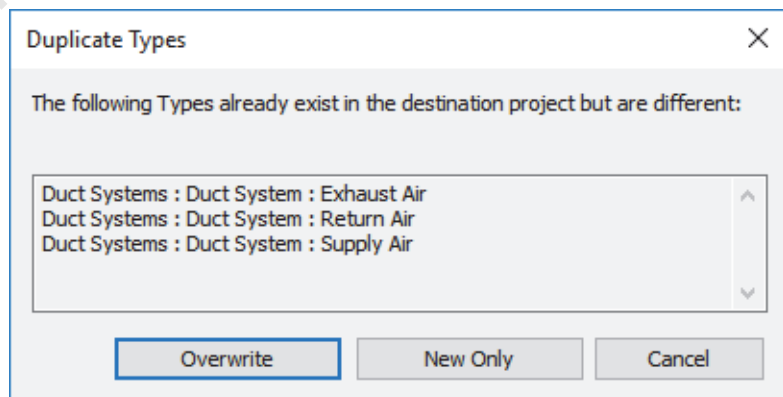 Duplicate Types
The following Types already exist in the destination project but are different:
Duct Systems : Duct System : Exhaust Air
Duct Systems : Duct System : Return Air
Duct Systems : Duct System : Supply Air
Overwrite New Only Cancel